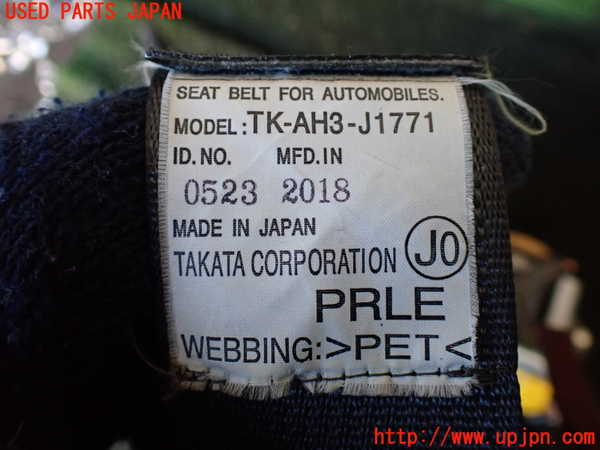 USED PARTS JAPAN
SEAT BELT FOR AUTOMOBILES.
MODEL:TK-AH3-J1771
ID.NO. MFD.IN
0523 2018
MADE IN JAPAN
TAKATA CORPORATION J0
PRLE
WEBBING:>PET<
http://www.upjpn.com/